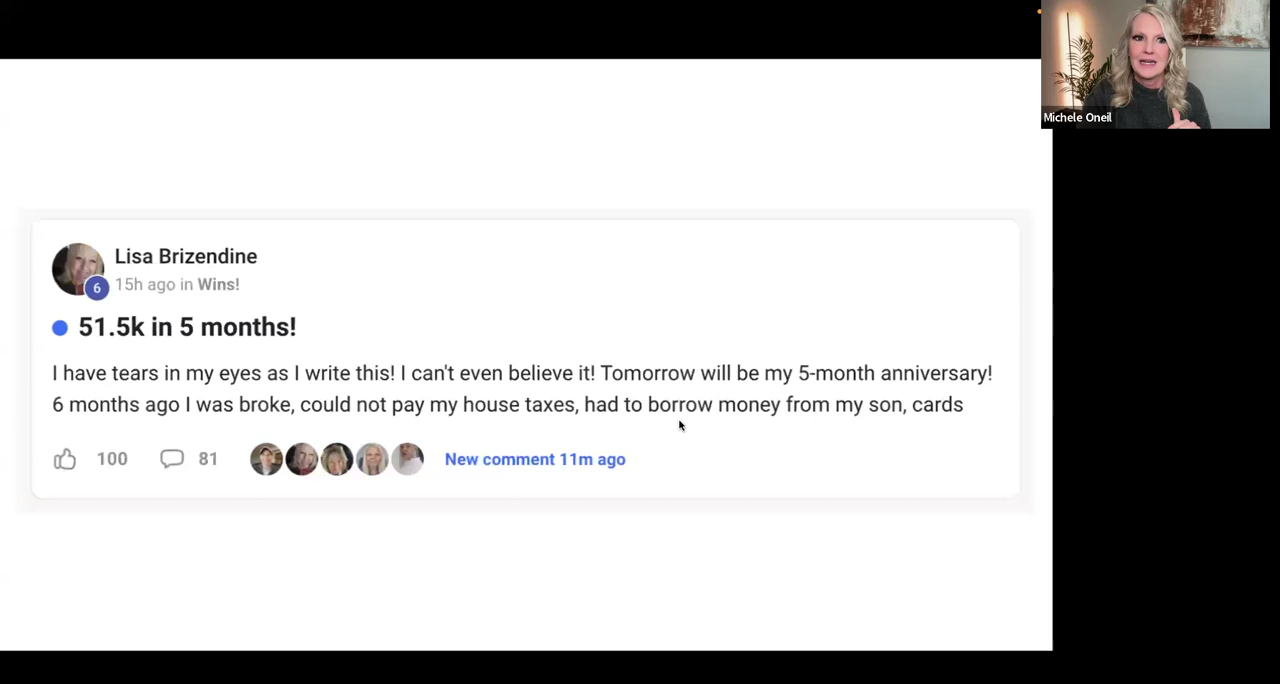 Michele Oneil
Lisa Brizendine
6
15h ago in Wins!
51.5k in 5 months!
I have tears in my eyes as I write this! I can't even believe it! Tomorrow will be my 5-month anniversary!
6 months ago I was broke, could not pay my house taxes, had to borrow money from my son, cards
100 81 New comment 11m ago